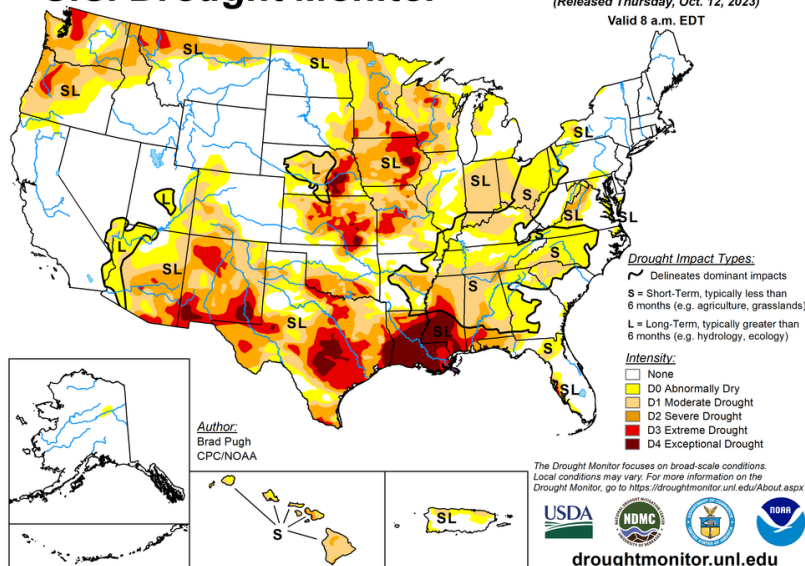 U.S. Drought Monitor
(Released Thursday, Oct. 12, 2023)
Valid 8 a.m. EDT
SL
SL
SL
SL
L
SL
SL
S
SL
SL
L
L
SL
S
S
S
SL
SL
S
SL
Drought Impact Types:
Delineates dominant impacts
S = Short-Term, typically less than
6 months (e.g. agriculture, grasslands)
L = Long-Term, typically greater than
6 months (e.g. hydrology, ecology)
Intensity:
None
D0 Abnormally Dry
D1 Moderate Drought
D2 Severe Drought
D3 Extreme Drought
D4 Exceptional Drought
Author:
Brad Pugh
CPC/NOAA
S
SL
The Drought Monitor focuses on broad-scale conditions.
Local conditions may vary. For more information on the
Drought Monitor, go to https://droughtmonitor.unl.edu/About.aspx
USDA
NDMC
NOAA
droughtmonitor.unl.edu